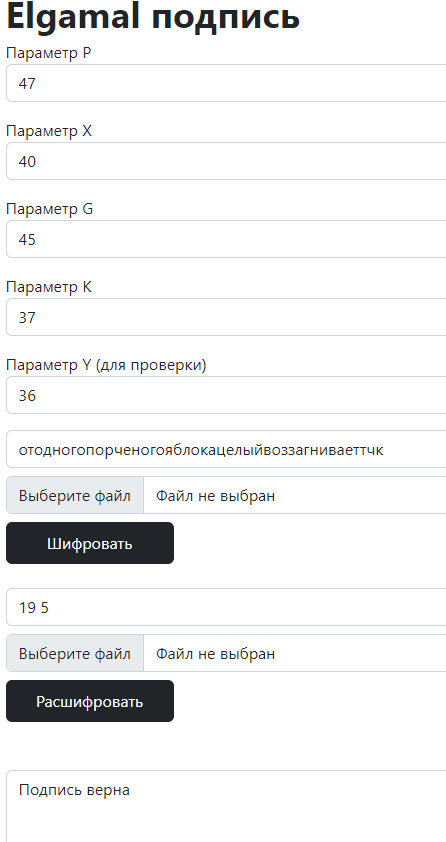 Elgamal подпись
Параметр P
47
Параметр X
40
Параметр G
45
Параметр K
37
Параметр Y (для проверки)
36
отодногопорченогояблокацелыйвоззагниваеттчк
Выберите файл Файл не выбран
Шифровать
19 5
Выберите файл Файл не выбран
Расшифровать
Подпись верна